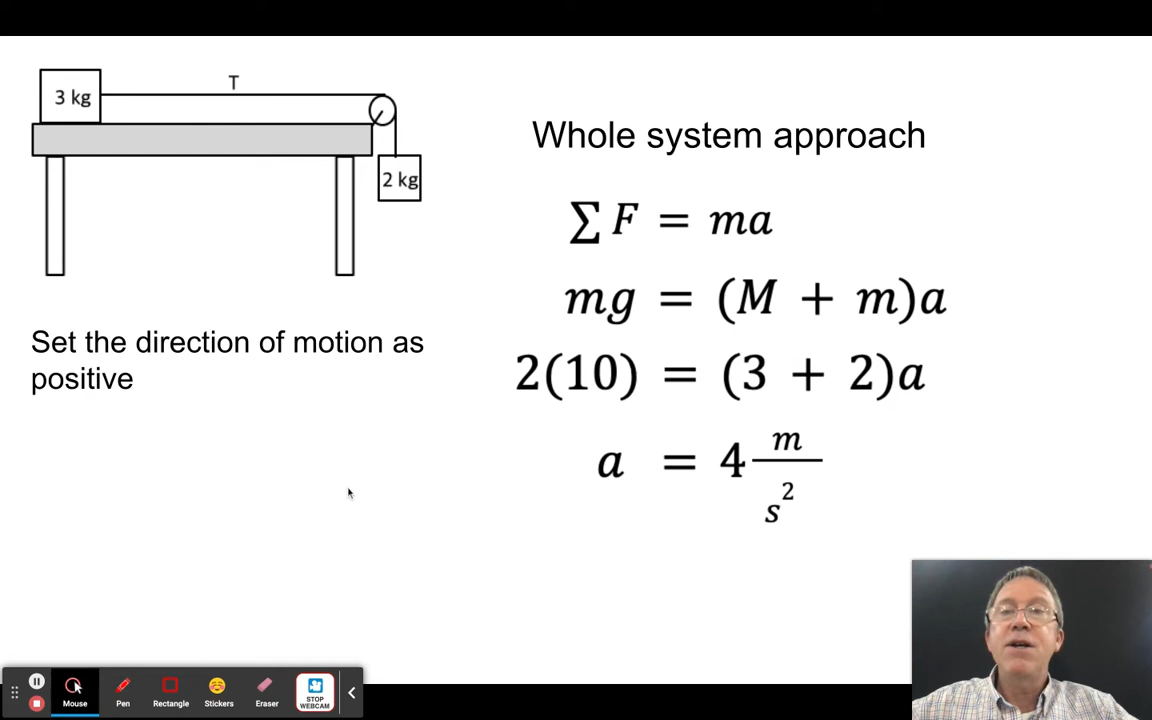 3 kg
T
2 kg
Set the direction of motion as
positive
Whole system approach
∑ F = ma
mg = (M + m)a
2(10) = (3 + 2)a
a = 4 m/s²
Mouse
Pen
Rectangle
Stickers
Eraser
STOP
WEBCAM